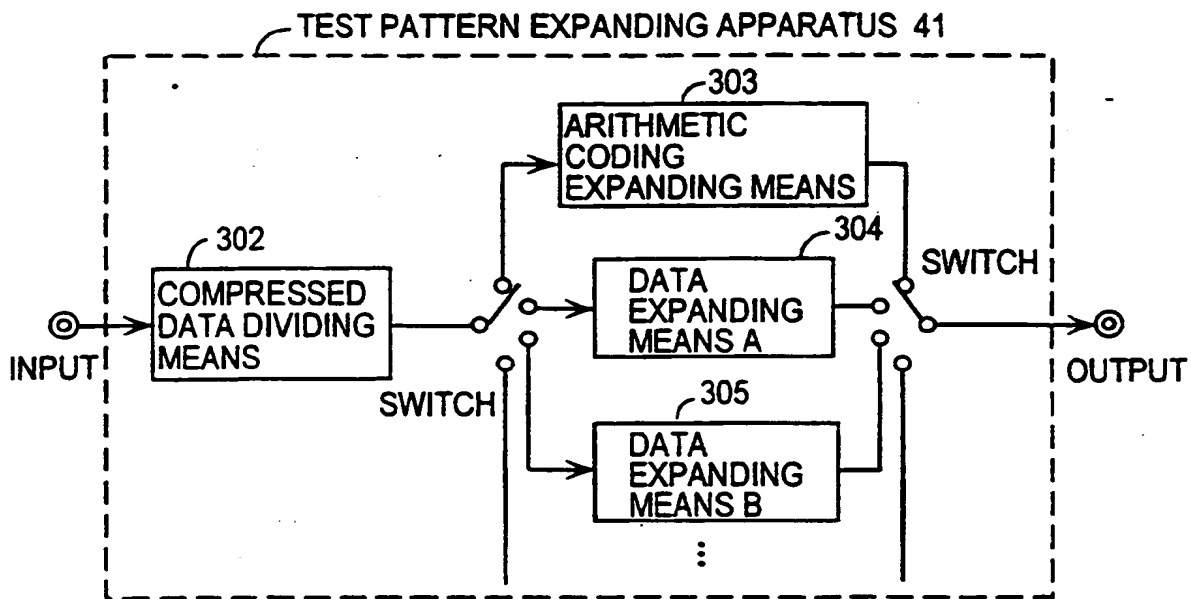 TEST PATTERN EXPANDING APPARATUS 41
303
ARITHMETIC
CODING
EXPANDING MEANS
302
COMPRESSED
DATA DIVIDING
MEANS
304
DATA
EXPANDING
MEANS A
SWITCH
INPUT
OUTPUT
SWITCH
305
DATA
EXPANDING
MEANS B
⋮